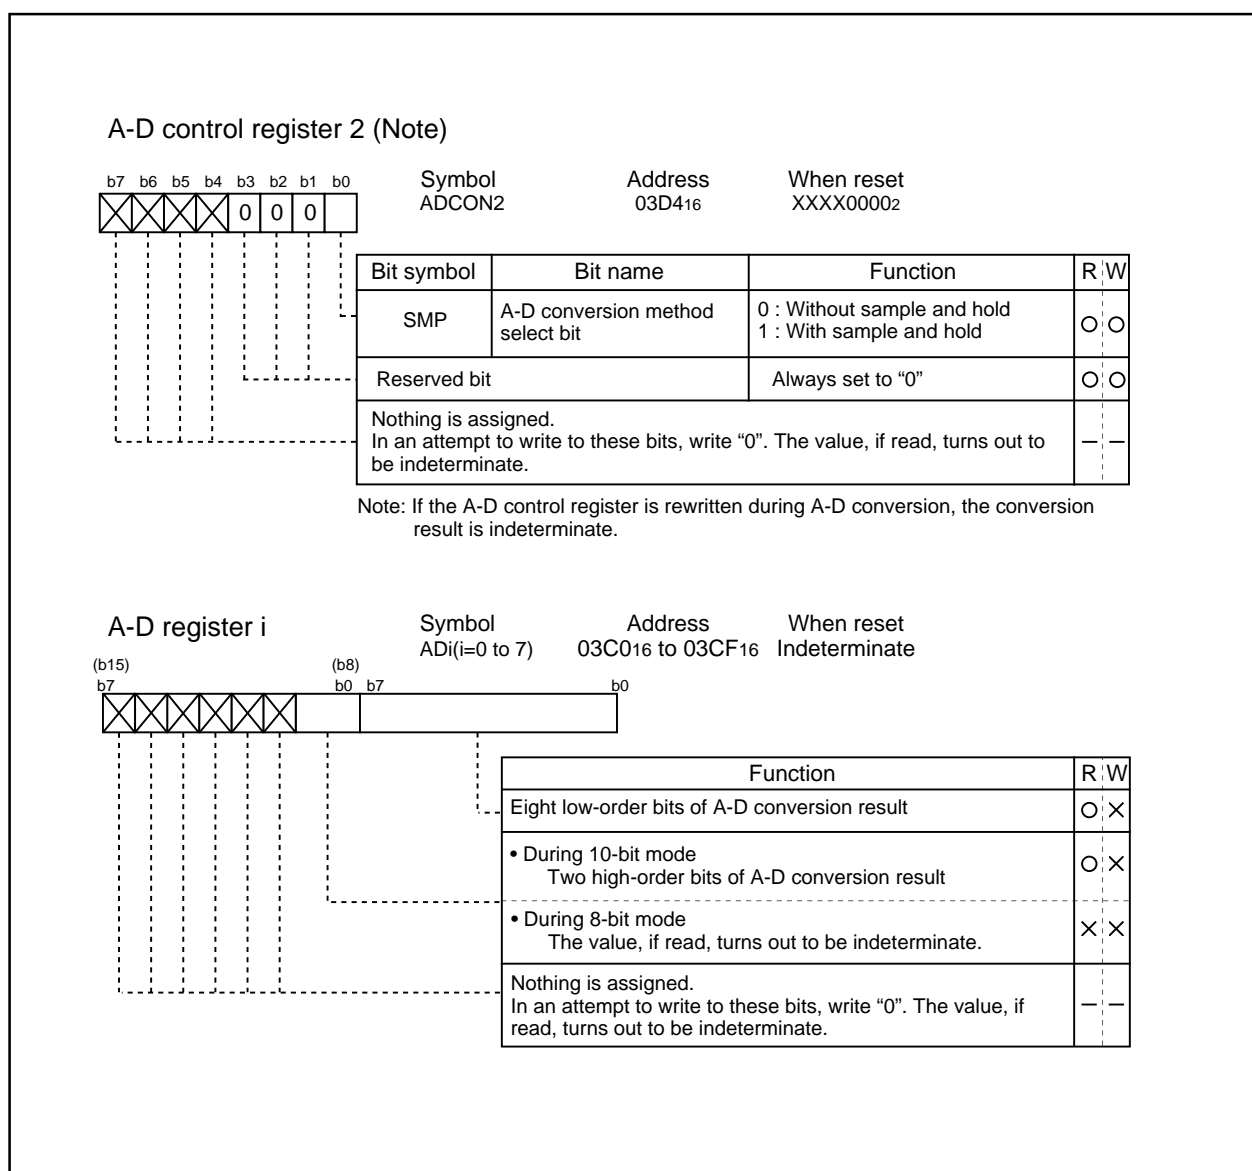 A-D control register 2 (Note)
b7 b6 b5 b4 b3 b2 b1 b0
0 0 0
Symbol Address When reset
ADCON2 03D416 XXXX00002
Bit symbol Bit name Function R W
SMP A-D conversion method select bit 0 : Without sample and hold
1 : With sample and hold
Reserved bit Always set to “0”
Nothing is assigned.
In an attempt to write to these bits, write “0”. The value, if read, turns out to
be indeterminate.
Note: If the A-D control register is rewritten during A-D conversion, the conversion
result is indeterminate.
A-D register i
Symbol Address When reset
ADi(i=0 to 7) 03C016 to 03CF16 Indeterminate
(b15) (b8)
b7 b0 b7 b0
Function R W
Eight low-order bits of A-D conversion result
• During 10-bit mode
Two high-order bits of A-D conversion result
• During 8-bit mode
The value, if read, turns out to be indeterminate.
Nothing is assigned.
In an attempt to write to these bits, write “0”. The value, if
read, turns out to be indeterminate.